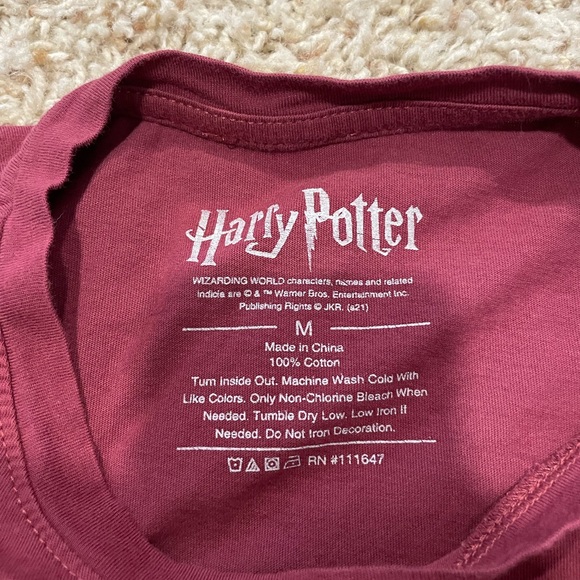 Harry Potter
WIZARDING WORLD characters, names and related
indicia are © & ™ Warner Bros. Entertainment Inc.
Publishing Rights © JKR. (s21)
M
Made in China
100% Cotton
Turn Inside Out. Machine Wash Cold With
Like Colors. Only Non-Chlorine Bleach When
Needed. Tumble Dry Low. Low Iron If
Needed. Do Not Iron Decoration.
RN #111647